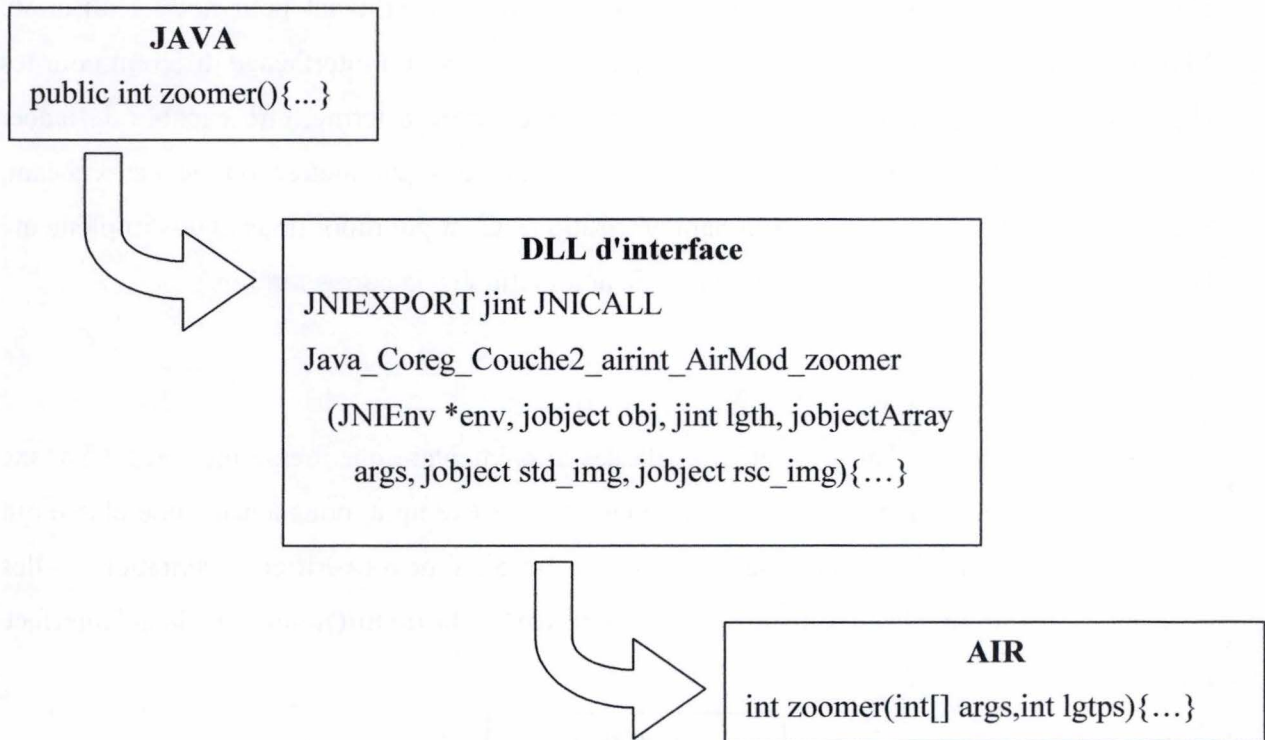 JAVA
public int zoomer(){...}
DLL d'interface
JNIEXPORT jint JNICALL
Java_Coreg_Couche2_airint_AirMod_zoomer
(JNIEnv *env, jobject obj, jint lgth, jobjectArray
args, jobject std_img, jobject rsc_img){…}
AIR
int zoomer(int[] args,int lgtps){…}